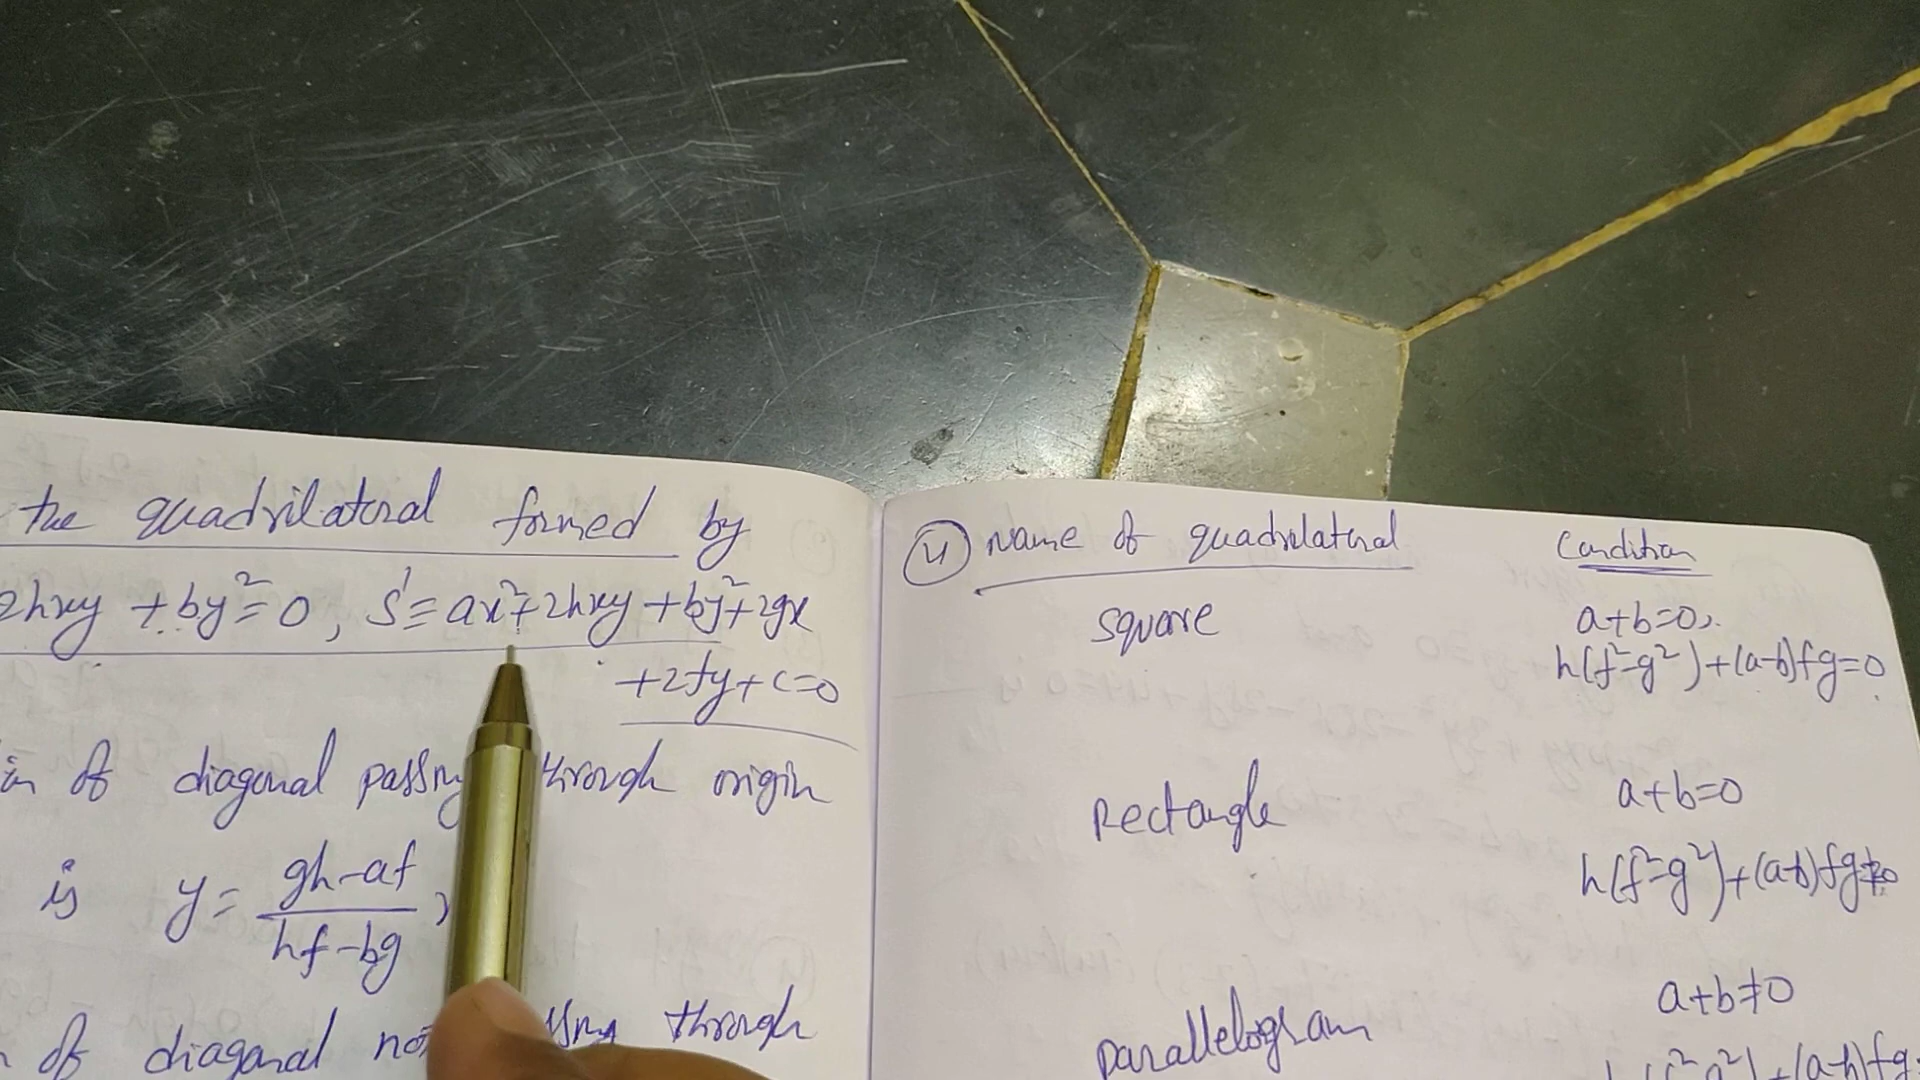 the quadrilateral formed by
2hxy + by² = 0, S' ≡ ax² + 2hxy + by² + 2gx
+2fy+c=0
of diagonal passing through origin
is y = (gh-af)/(hf-bg)
of diagonal through
(4) Name of quadrilateral Condition
square a+b=0,
h(f²-g²)+(a-b)fg=0
Rectangle a+b=0
h(f²-g²)+(a-b)fg≠0
parallelogram a+b≠0